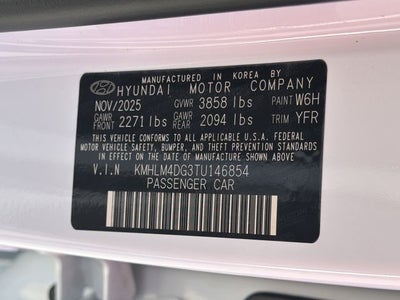 MANUFACTURED IN KOREA BY
HYUNDAI MOTOR COMPANY
NOV/2025 GVWR 3858 lbs PAINT W6H
GAWR FRONT 2271 lbs GAWR REAR 2094 lbs TRIM YFR
THIS VEHICLE CONFORMS TO ALL APPLICABLE U.S.A. FEDERAL
MOTOR VEHICLE SAFETY, BUMPER, AND THEFT PREVENTION
STANDARDS IN EFFECT ON THE DATE OF MANUFACTURE SHOWN ABOVE.
V.I.N KMHLM4DG3TU146854
PASSENGER CAR